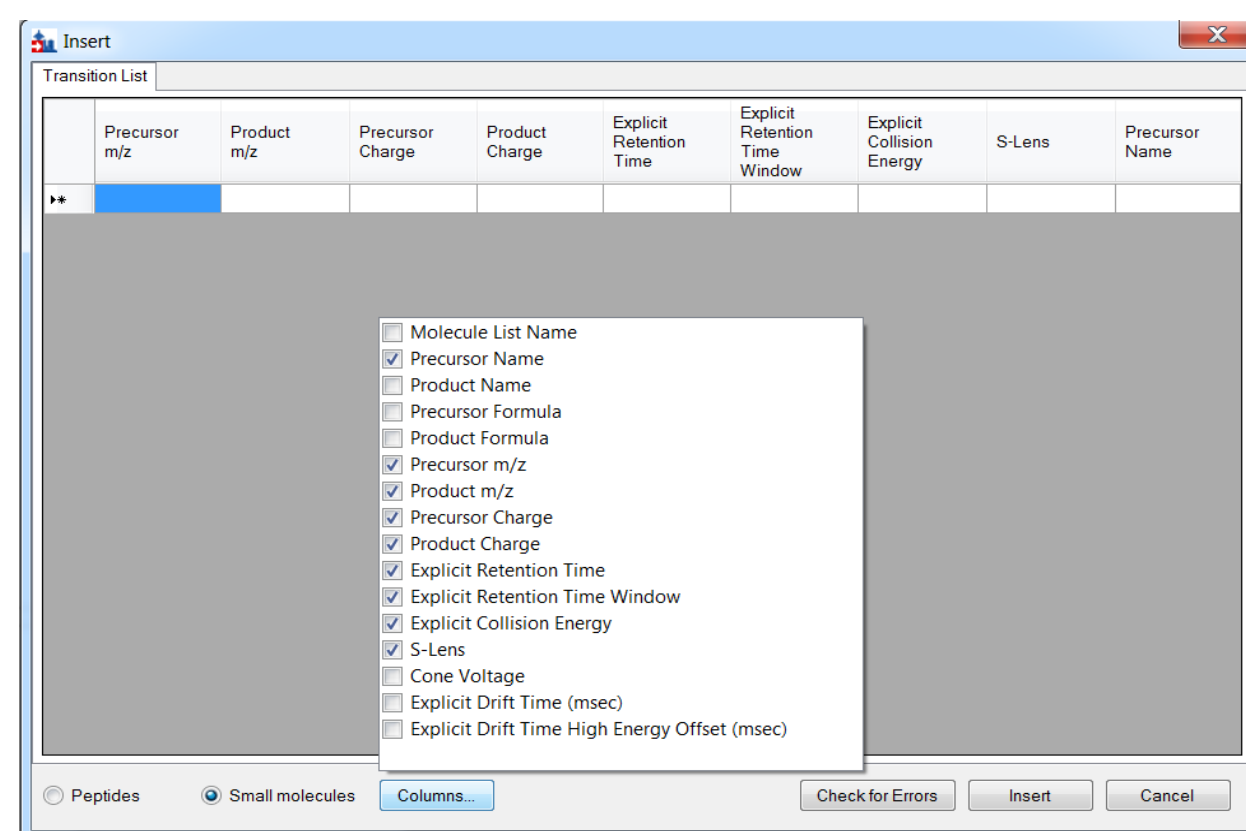 Insert
Transition List
Precursor m/z
Product m/z
Precursor Charge
Product Charge
Explicit Retention Time
Explicit Retention Time Window
Explicit Collision Energy
S-Lens
Precursor Name
Molecule List Name
Precursor Name
Product Name
Precursor Formula
Product Formula
Precursor m/z
Product m/z
Precursor Charge
Product Charge
Explicit Retention Time
Explicit Retention Time Window
Explicit Collision Energy
S-Lens
Cone Voltage
Explicit Drift Time (msec)
Explicit Drift Time High Energy Offset (msec)
Peptides
Small molecules
Columns...
Check for Errors
Insert
Cancel